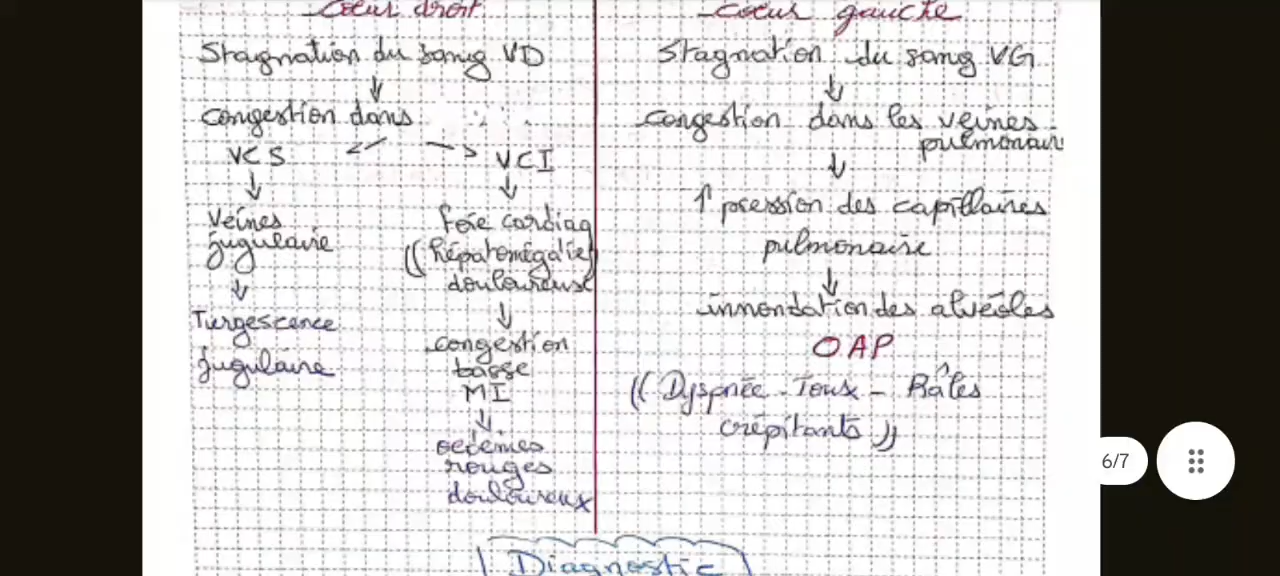 Coeur droit
Stagnation du sang VD
congestion dans
VCS
VCI
Veines
jugulaire
Turgescence
jugulaire
foie cardiaq
((hépatomégalie)
douloureuse
congestion
basse
MI
oedèmes
rouges
douloureux
coeur gauche
Stagnation du sang VG
congestion dans les veines
pulmonair
↑ pression des capillaires
pulmonaire
innondation des alvéoles
OAP
(( Dyspnée - Toux - Râles
crépitants ))
Diagnostic
6/7